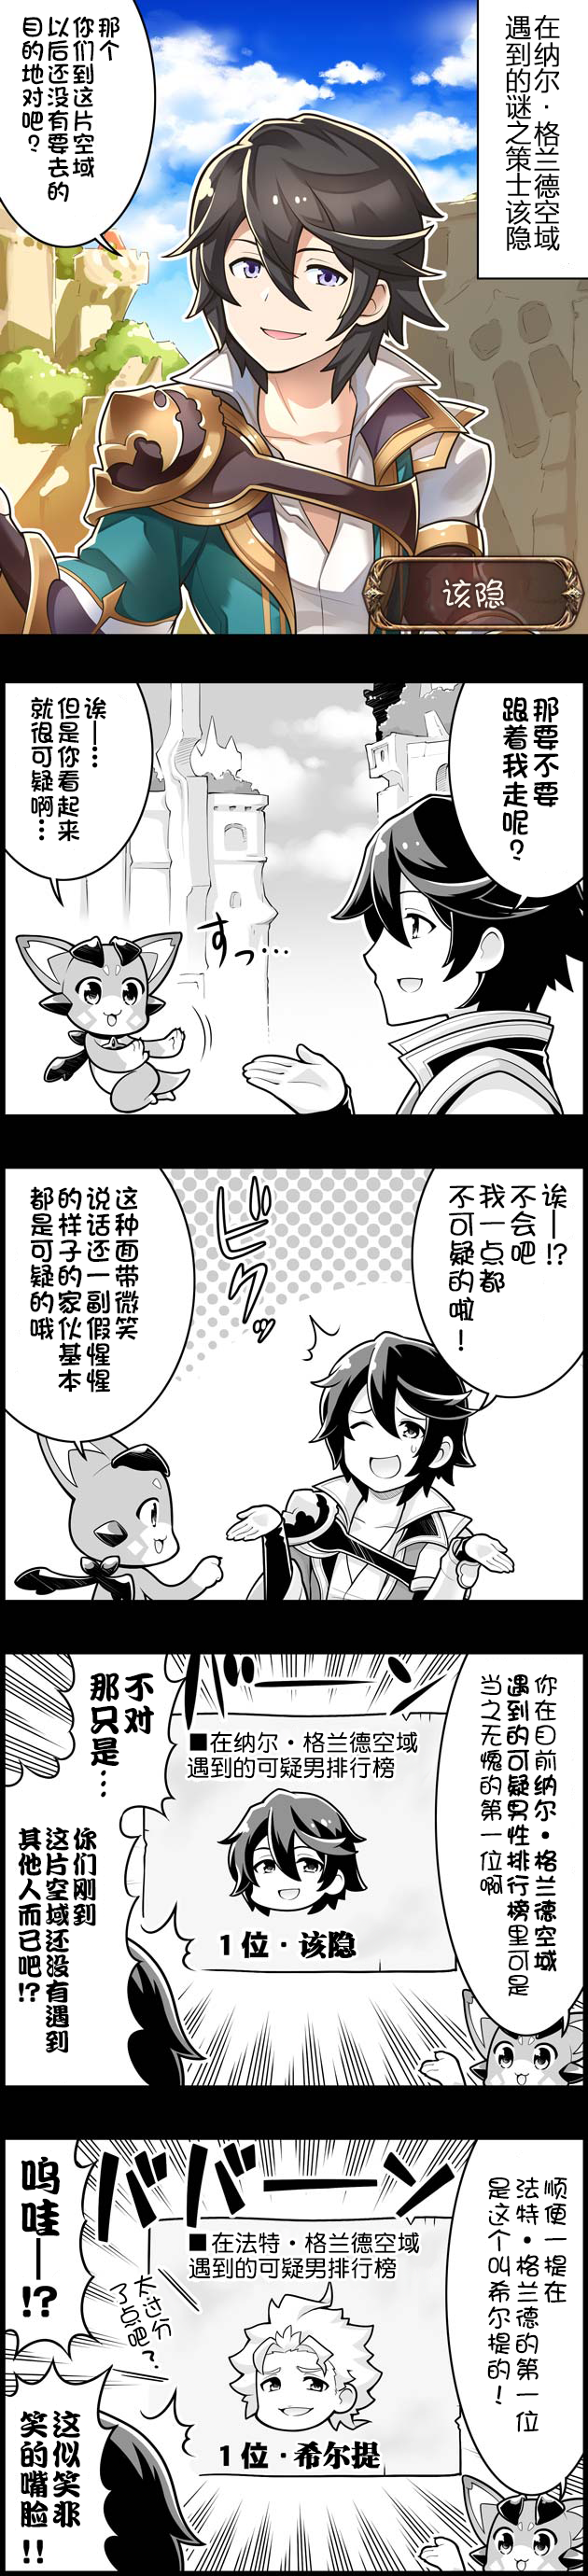 在纳尔·格兰德空域
遇到的谜之策士该隐
那个
你们到这片空域
以后还没有要去的
目的地对吧?
该隐
那要不要
跟着我走呢?
诶—…
但是你看起来
就很可疑啊…
すっ…
诶—!?
不会吧
我一点都
不可疑的啦!
ビクッ
这种面带微笑
说话还一副假惺惺
的样子的家伙基本
都是可疑的哦
你在目前纳尔·格兰德空域
遇到的可疑男性排行榜里可是
当之无愧的第一位啊
■在纳尔·格兰德空域
遇到的可疑男排行榜
1位·该隐
不对
那只是…
你们刚到
这片空域还没有遇到
其他人而已吧!?
顺便一提在
法特·格兰德的第一位
是这个叫希尔提的!
ババーン
■在法特·格兰德空域
遇到的可疑男排行榜
太过分
了点吧?
1位·希尔提
呜哇—!?
这似笑非
笑的嘴脸!!